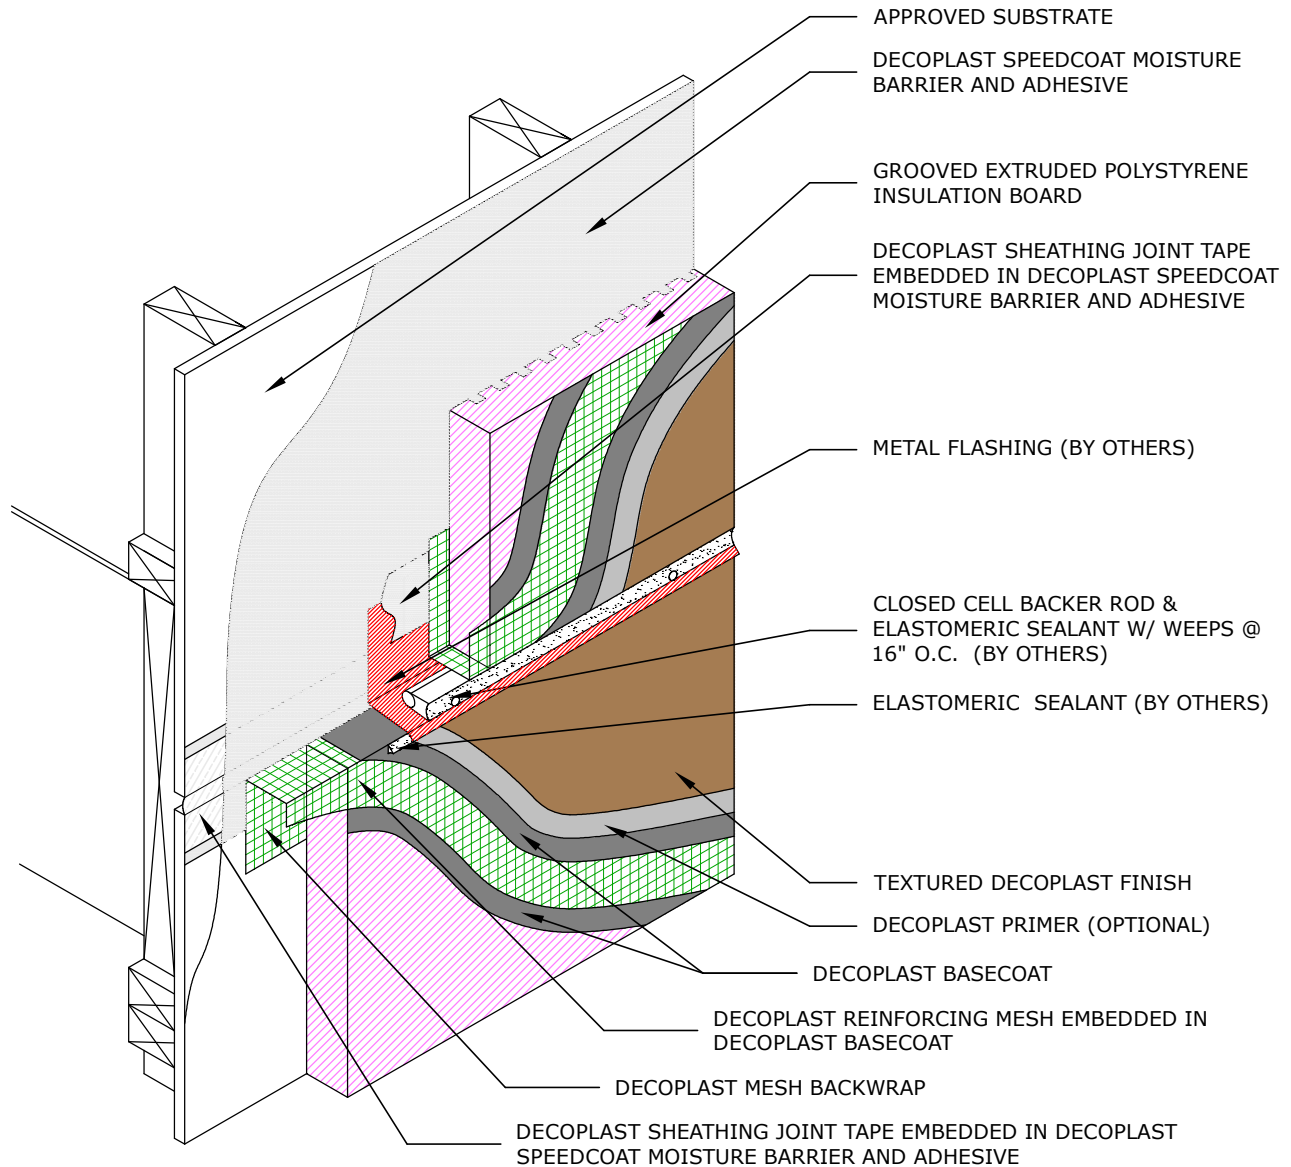 APPROVED SUBSTRATE
DECOPLAST SPEEDCOAT MOISTURE
BARRIER AND ADHESIVE
GROOVED EXTRUDED POLYSTYRENE
INSULATION BOARD
DECOPLAST SHEATHING JOINT TAPE
EMBEDDED IN DECOPLAST SPEEDCOAT
MOISTURE BARRIER AND ADHESIVE
METAL FLASHING (BY OTHERS)
CLOSED CELL BACKER ROD &
ELASTOMERIC SEALANT W/ WEEPS @
16" O.C.  (BY OTHERS)
ELASTOMERIC  SEALANT (BY OTHERS)
TEXTURED DECOPLAST FINISH
DECOPLAST PRIMER (OPTIONAL)
DECOPLAST BASECOAT
DECOPLAST REINFORCING MESH EMBEDDED IN
DECOPLAST BASECOAT
DECOPLAST MESH BACKWRAP
DECOPLAST SHEATHING JOINT TAPE EMBEDDED IN DECOPLAST
SPEEDCOAT MOISTURE BARRIER AND ADHESIVE